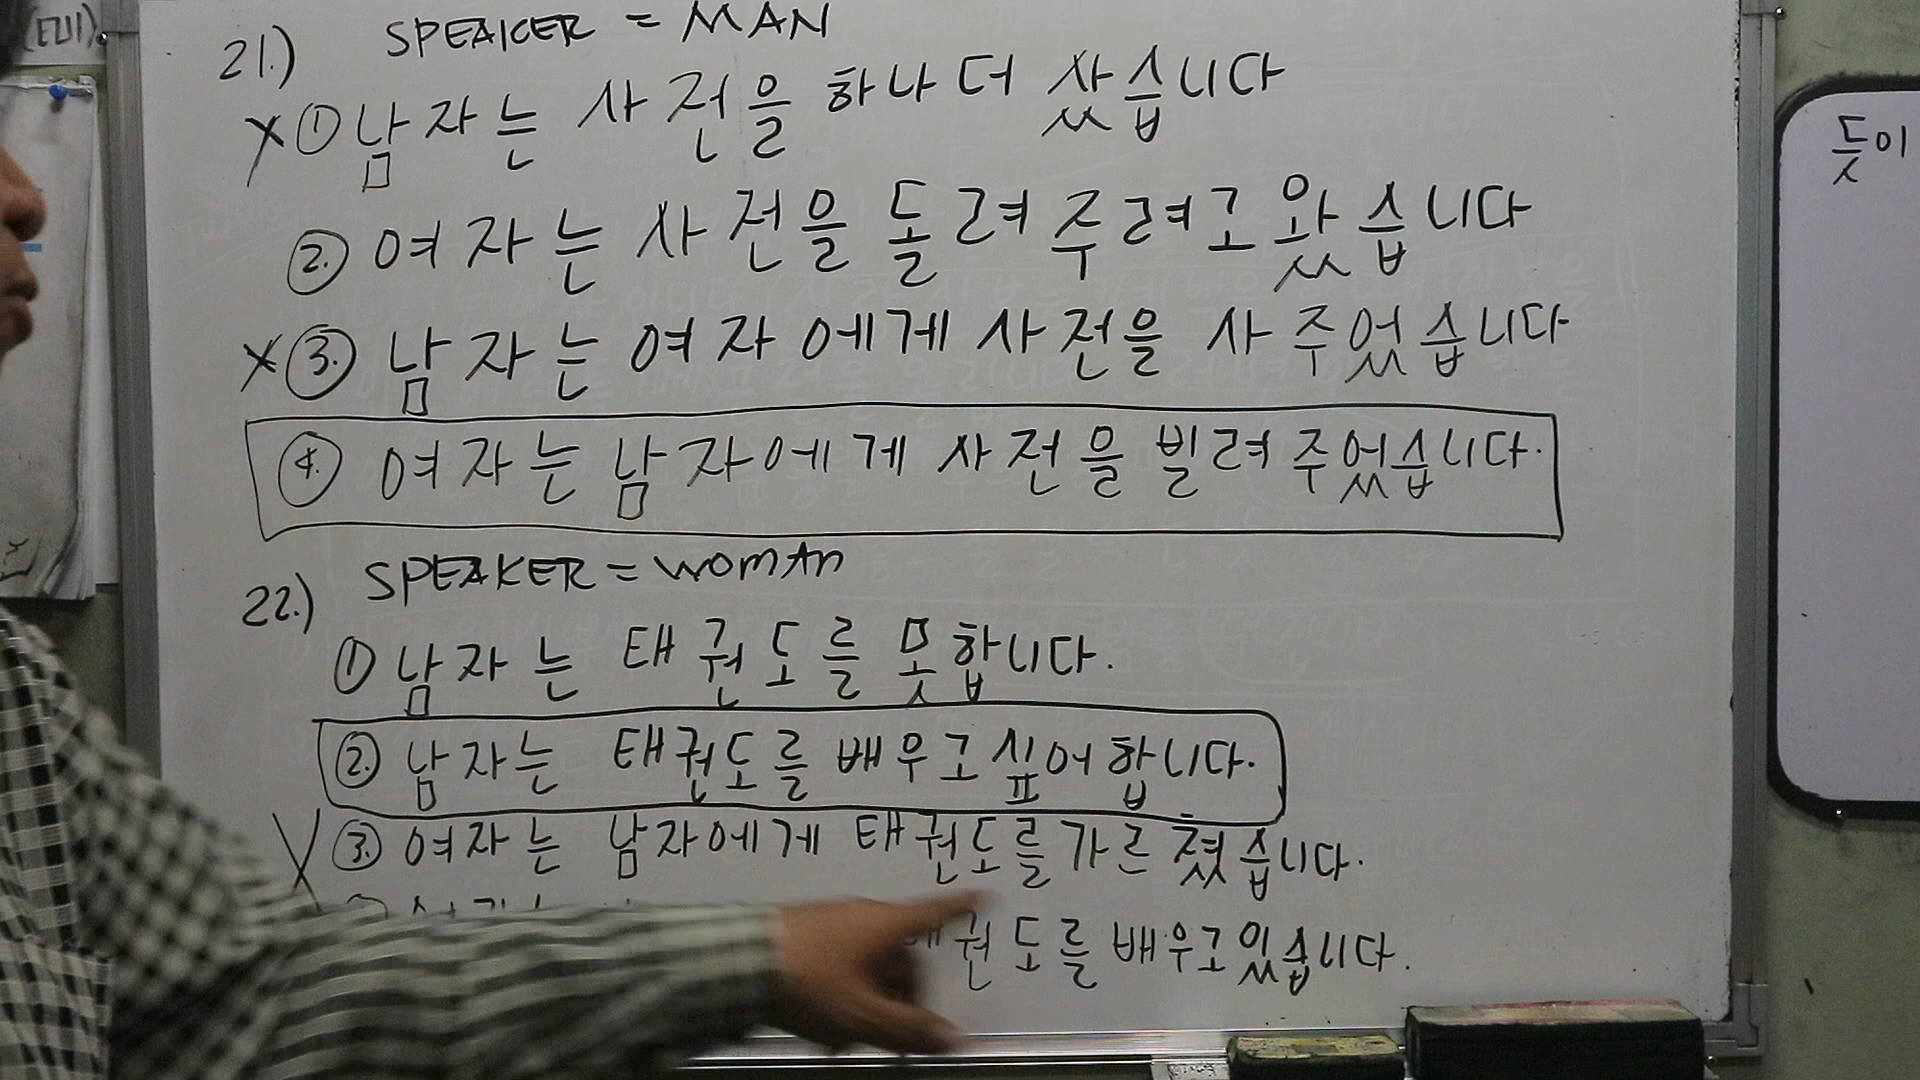 21.) SPEAKER = MAN
X ① 남자는 사전을 하나 더 샀습니다
②. 여자는 사전을 돌려 주려고 왔습니다
X ③. 남자는 여자에게 사전을 사 주었습니다
④. 여자는 남자에게 사전을 빌려 주었습니다.
22.) SPEAKER = WOMAN
① 남자는 태권도를 못합니다.
②. 남자는 태권도를 배우고 싶어 합니다.
X ③. 여자는 남자에게 태권도를 가르쳤습니다.
태권도를 배우고 있습니다.
듯이